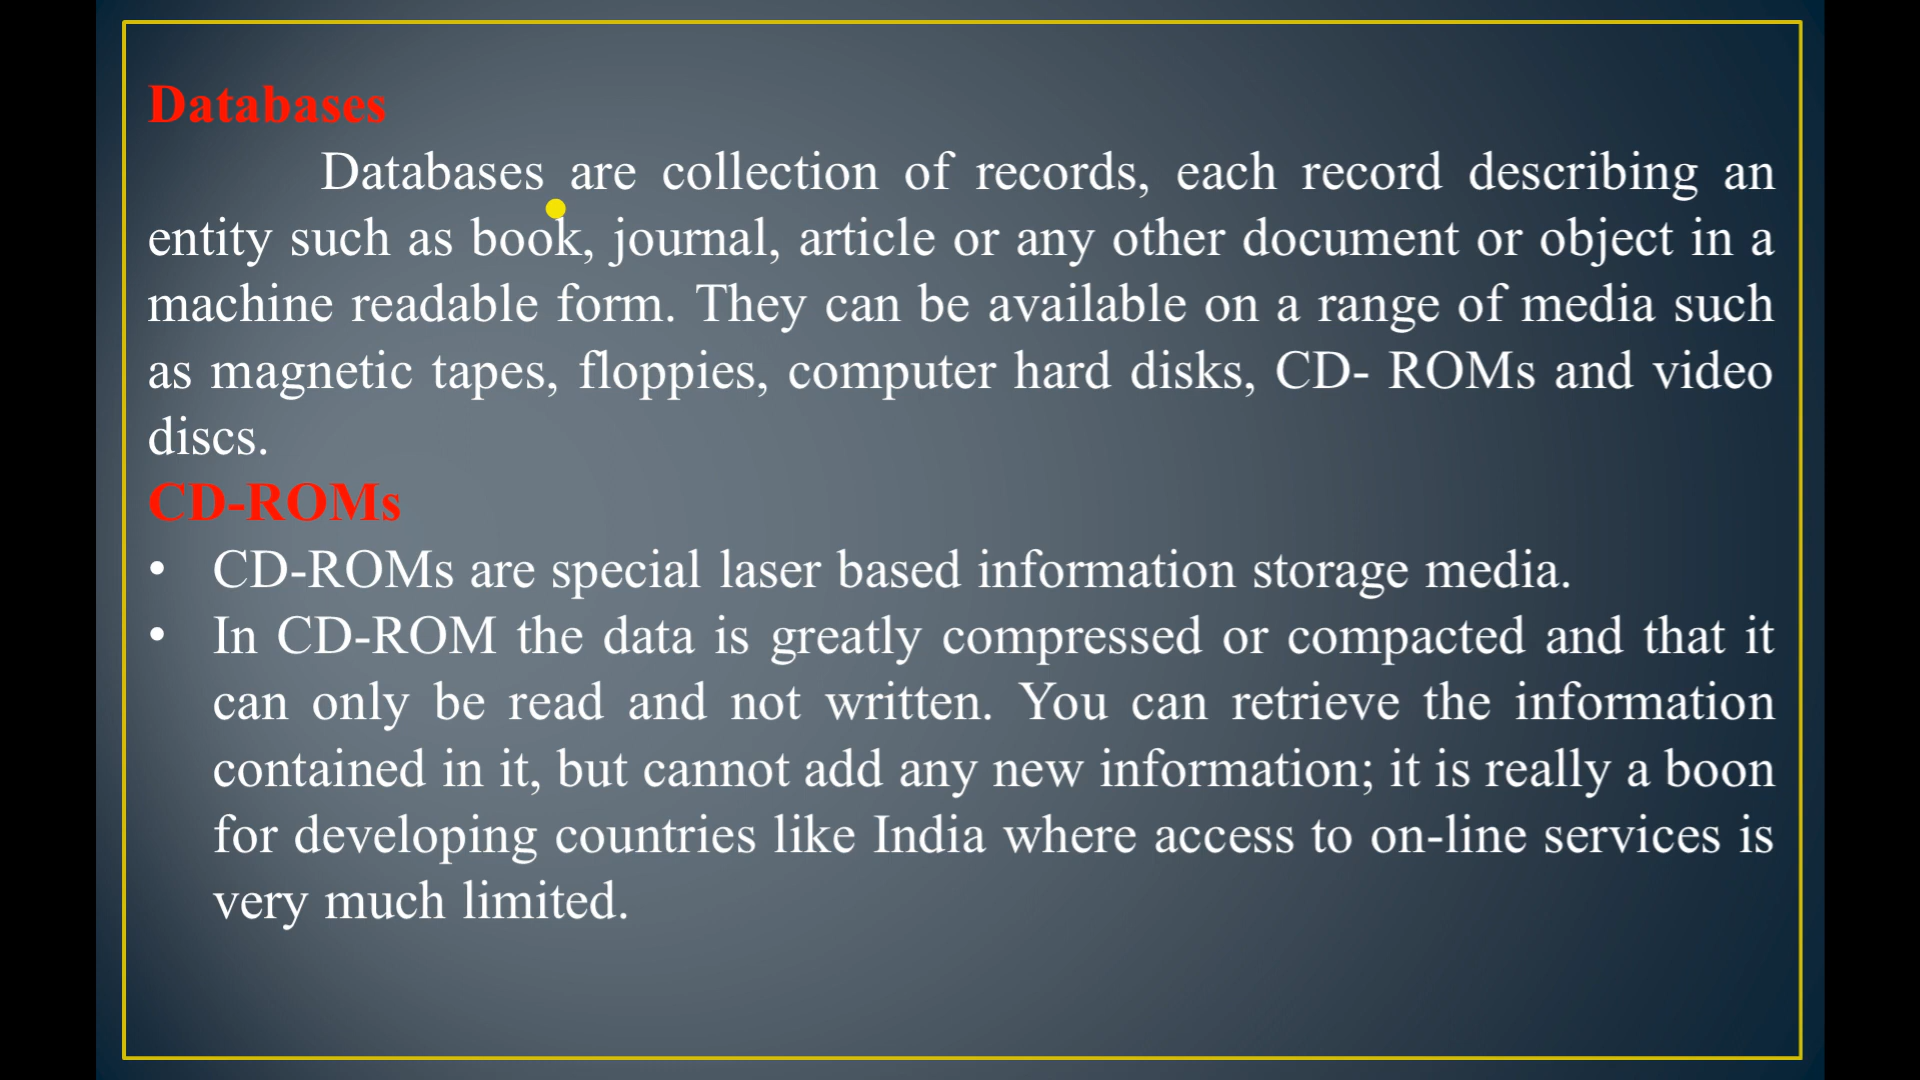 Databases
Databases are collection of records, each record describing an
entity such as book, journal, article or any other document or object in a
machine readable form. They can be available on a range of media such
as magnetic tapes, floppies, computer hard disks, CD- ROMs and video
discs.
CD-ROMs
• CD-ROMs are special laser based information storage media.
• In CD-ROM the data is greatly compressed or compacted and that it
can only be read and not written. You can retrieve the information
contained in it, but cannot add any new information; it is really a boon
for developing countries like India where access to on-line services is
very much limited.